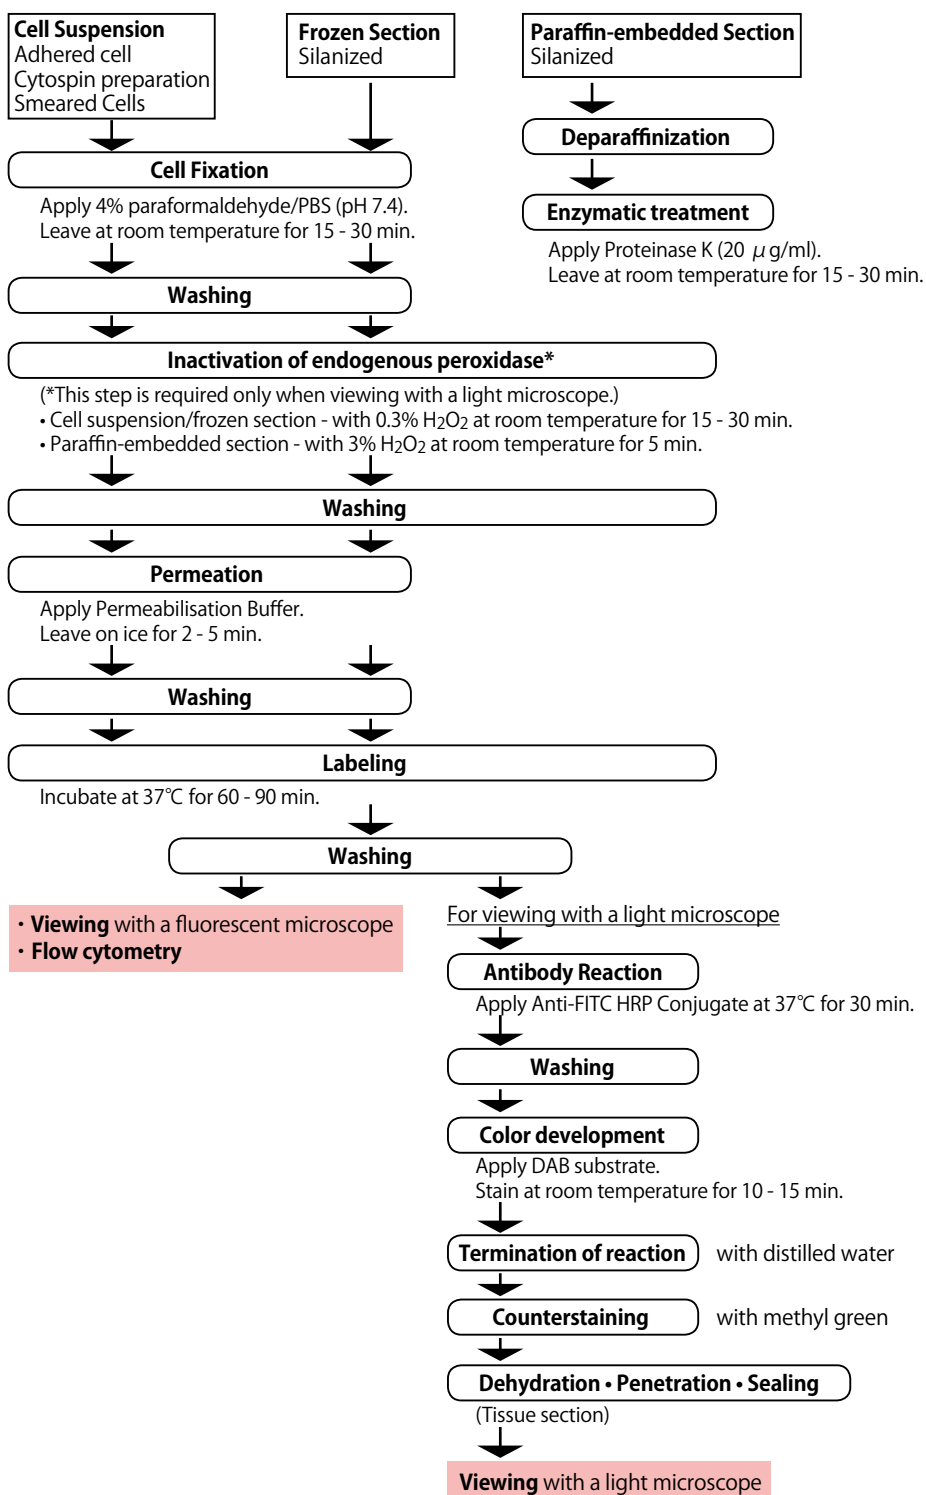 Cell Suspension
Adhered cell
Cytospin preparation
Smeared Cells
Frozen Section
Silanized
Paraffin-embedded Section
Silanized
Deparaffinization
Cell Fixation
Apply 4% paraformaldehyde/PBS (pH 7.4).
Leave at room temperature for 15 - 30 min.
Enzymatic treatment
Apply Proteinase K (20 μg/ml).
Leave at room temperature for 15 - 30 min.
Washing
Inactivation of endogenous peroxidase*
(*This step is required only when viewing with a light microscope.)
• Cell suspension/frozen section - with 0.3% H2O2 at room temperature for 15 - 30 min.
• Paraffin-embedded section - with 3% H2O2 at room temperature for 5 min.
Washing
Permeation
Apply Permeabilisation Buffer.
Leave on ice for 2 - 5 min.
Washing
Labeling
Incubate at 37℃ for 60 - 90 min.
Washing
・Viewing with a fluorescent microscope
・Flow cytometry
For viewing with a light microscope
Antibody Reaction
Apply Anti-FITC HRP Conjugate at 37℃ for 30 min.
Washing
Color development
Apply DAB substrate.
Stain at room temperature for 10 - 15 min.
Termination of reaction with distilled water
Counterstaining with methyl green
Dehydration • Penetration • Sealing
(Tissue section)
Viewing with a light microscope